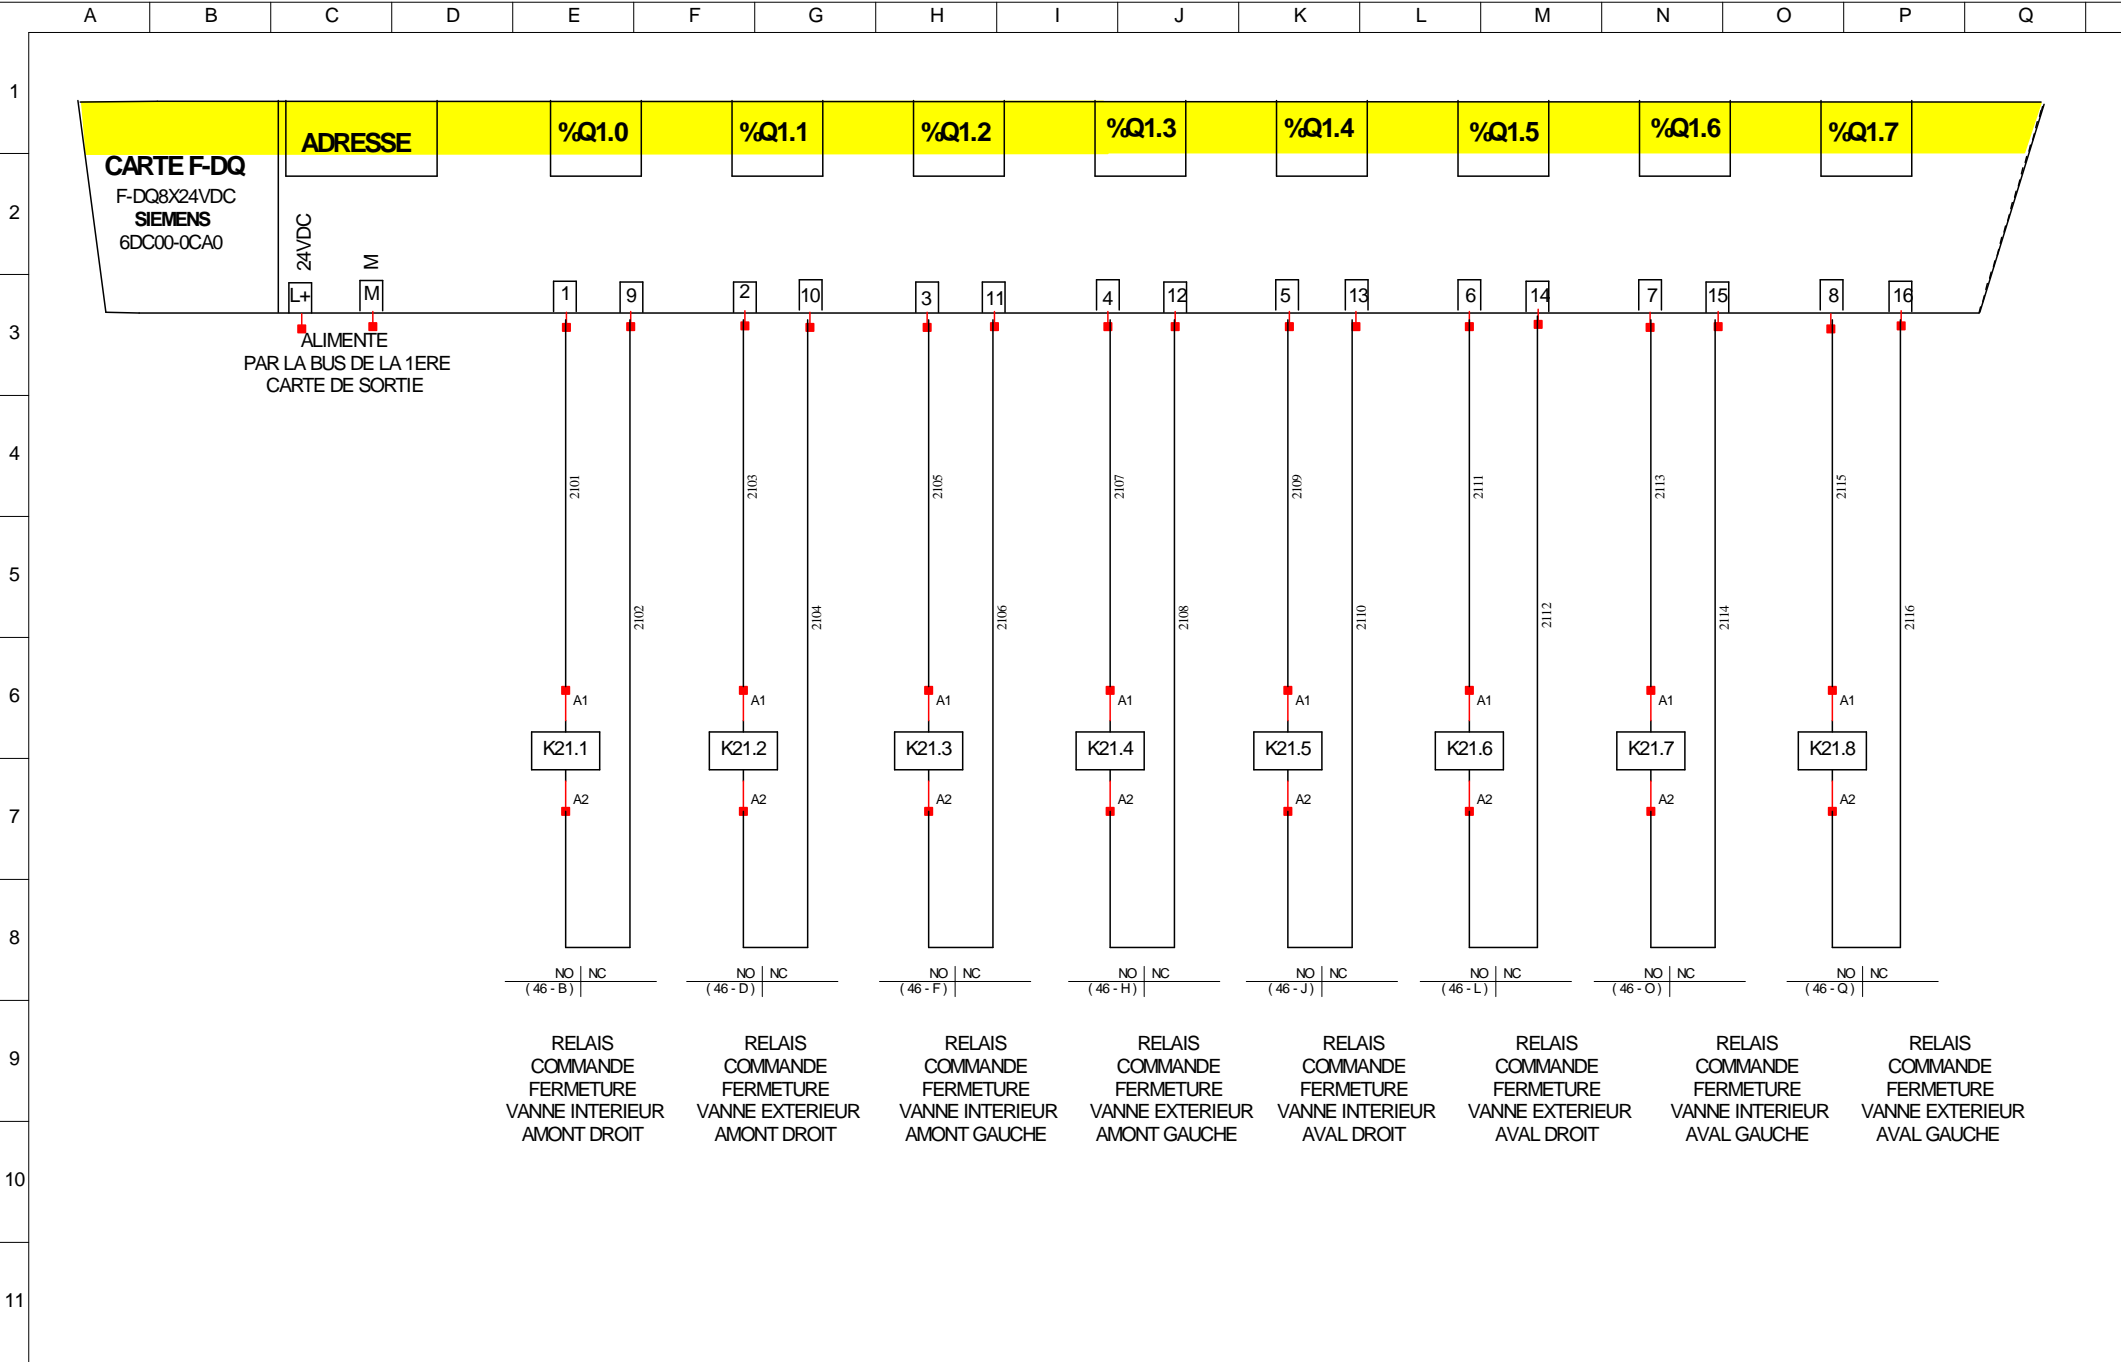 A B C D E F G H I J K L M N O P Q
1
ADRESSE %Q1.0 %Q1.1 %Q1.2 %Q1.3 %Q1.4 %Q1.5 %Q1.6 %Q1.7
CARTE F-DQ
F-DQ8X24VDC
SIEMENS
6DC00-0CA0
2
24VDC M
L+ M 1 9 2 10 3 11 4 12 5 13 6 14 7 15 8 16
3
ALIMENTE
PAR LA BUS DE LA 1ERE
CARTE DE SORTIE
4
2101 2103 2105 2107 2109 2111 2113 2115
5
2102 2104 2106 2108 2110 2112 2114 2116
6
A1 A1 A1 A1 A1 A1 A1 A1
K21.1 K21.2 K21.3 K21.4 K21.5 K21.6 K21.7 K21.8
A2 A2 A2 A2 A2 A2 A2 A2
7
8
NO NC NO NC NO NC NO NC NO NC NO NC NO NC NO NC
( 46 - B ) ( 46 - D ) ( 46 - F ) ( 46 - H ) ( 46 - J ) ( 46 - L ) ( 46 - O ) ( 46 - Q )
9
RELAIS
COMMANDE
FERMETURE
VANNE INTERIEUR
AMONT DROIT
RELAIS
COMMANDE
FERMETURE
VANNE EXTERIEUR
AMONT DROIT
RELAIS
COMMANDE
FERMETURE
VANNE INTERIEUR
AMONT GAUCHE
RELAIS
COMMANDE
FERMETURE
VANNE EXTERIEUR
AMONT GAUCHE
RELAIS
COMMANDE
FERMETURE
VANNE INTERIEUR
AVAL DROIT
RELAIS
COMMANDE
FERMETURE
VANNE EXTERIEUR
AVAL DROIT
RELAIS
COMMANDE
FERMETURE
VANNE INTERIEUR
AVAL GAUCHE
RELAIS
COMMANDE
FERMETURE
VANNE EXTERIEUR
AVAL GAUCHE
10
11